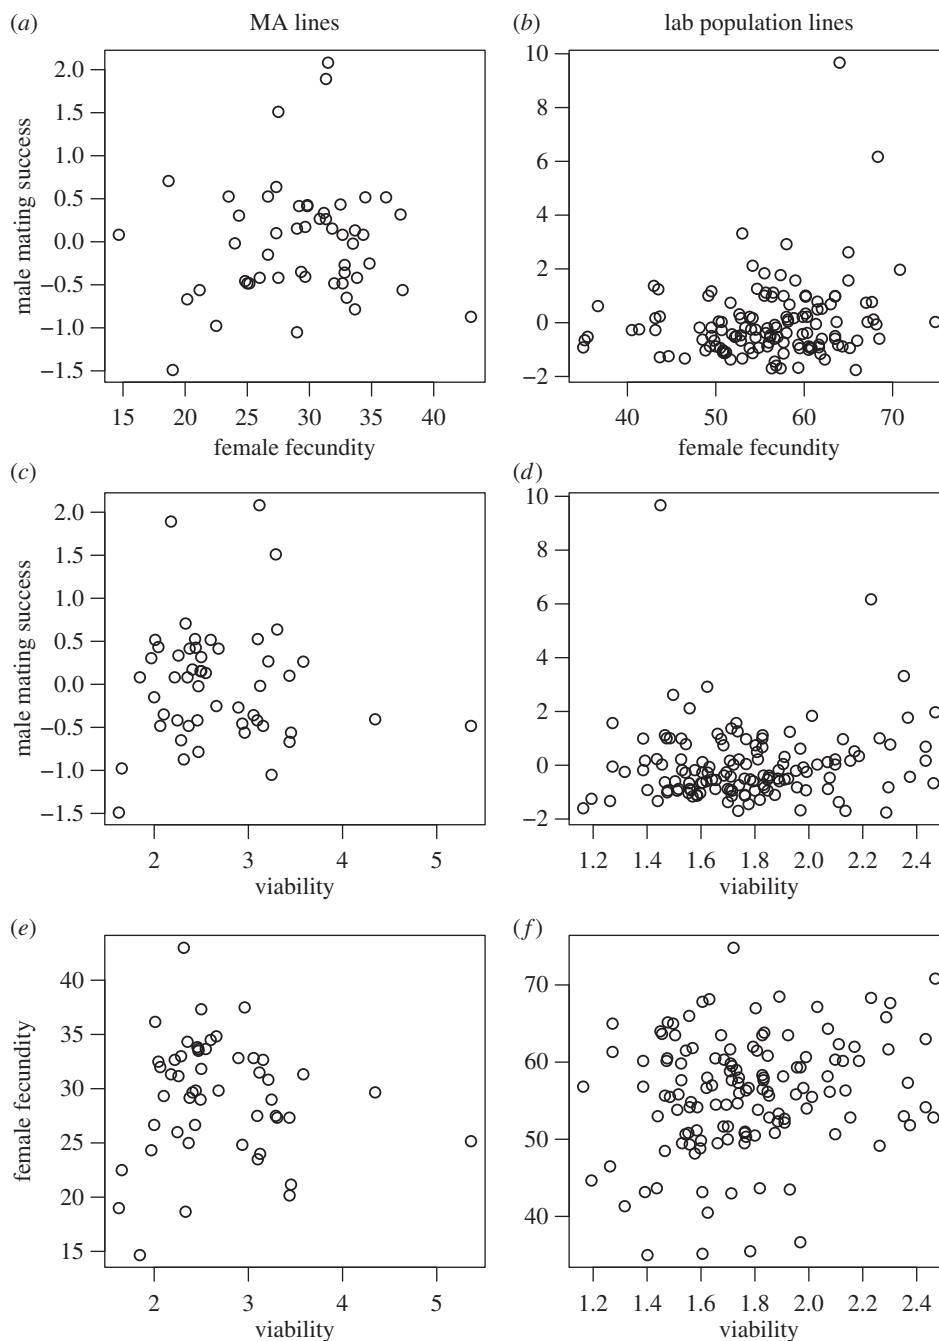 (a) MA lines
(b) lab population lines
male mating success
2.0
1.5
1.0
0.5
0.0
−0.5
−1.0
−1.5
15 20 25 30 35 40
female fecundity
10
8
6
4
2
0
−2
40 50 60 70
female fecundity
(c)
male mating success
2.0
1.5
1.0
0.5
0.0
−0.5
−1.0
−1.5
2 3 4 5
viability
(d)
10
8
6
4
2
0
−2
1.2 1.4 1.6 1.8 2.0 2.2 2.4
viability
(e)
female fecundity
40
35
30
25
20
15
2 3 4 5
viability
(f)
70
60
50
40
1.2 1.4 1.6 1.8 2.0 2.2 2.4
viability